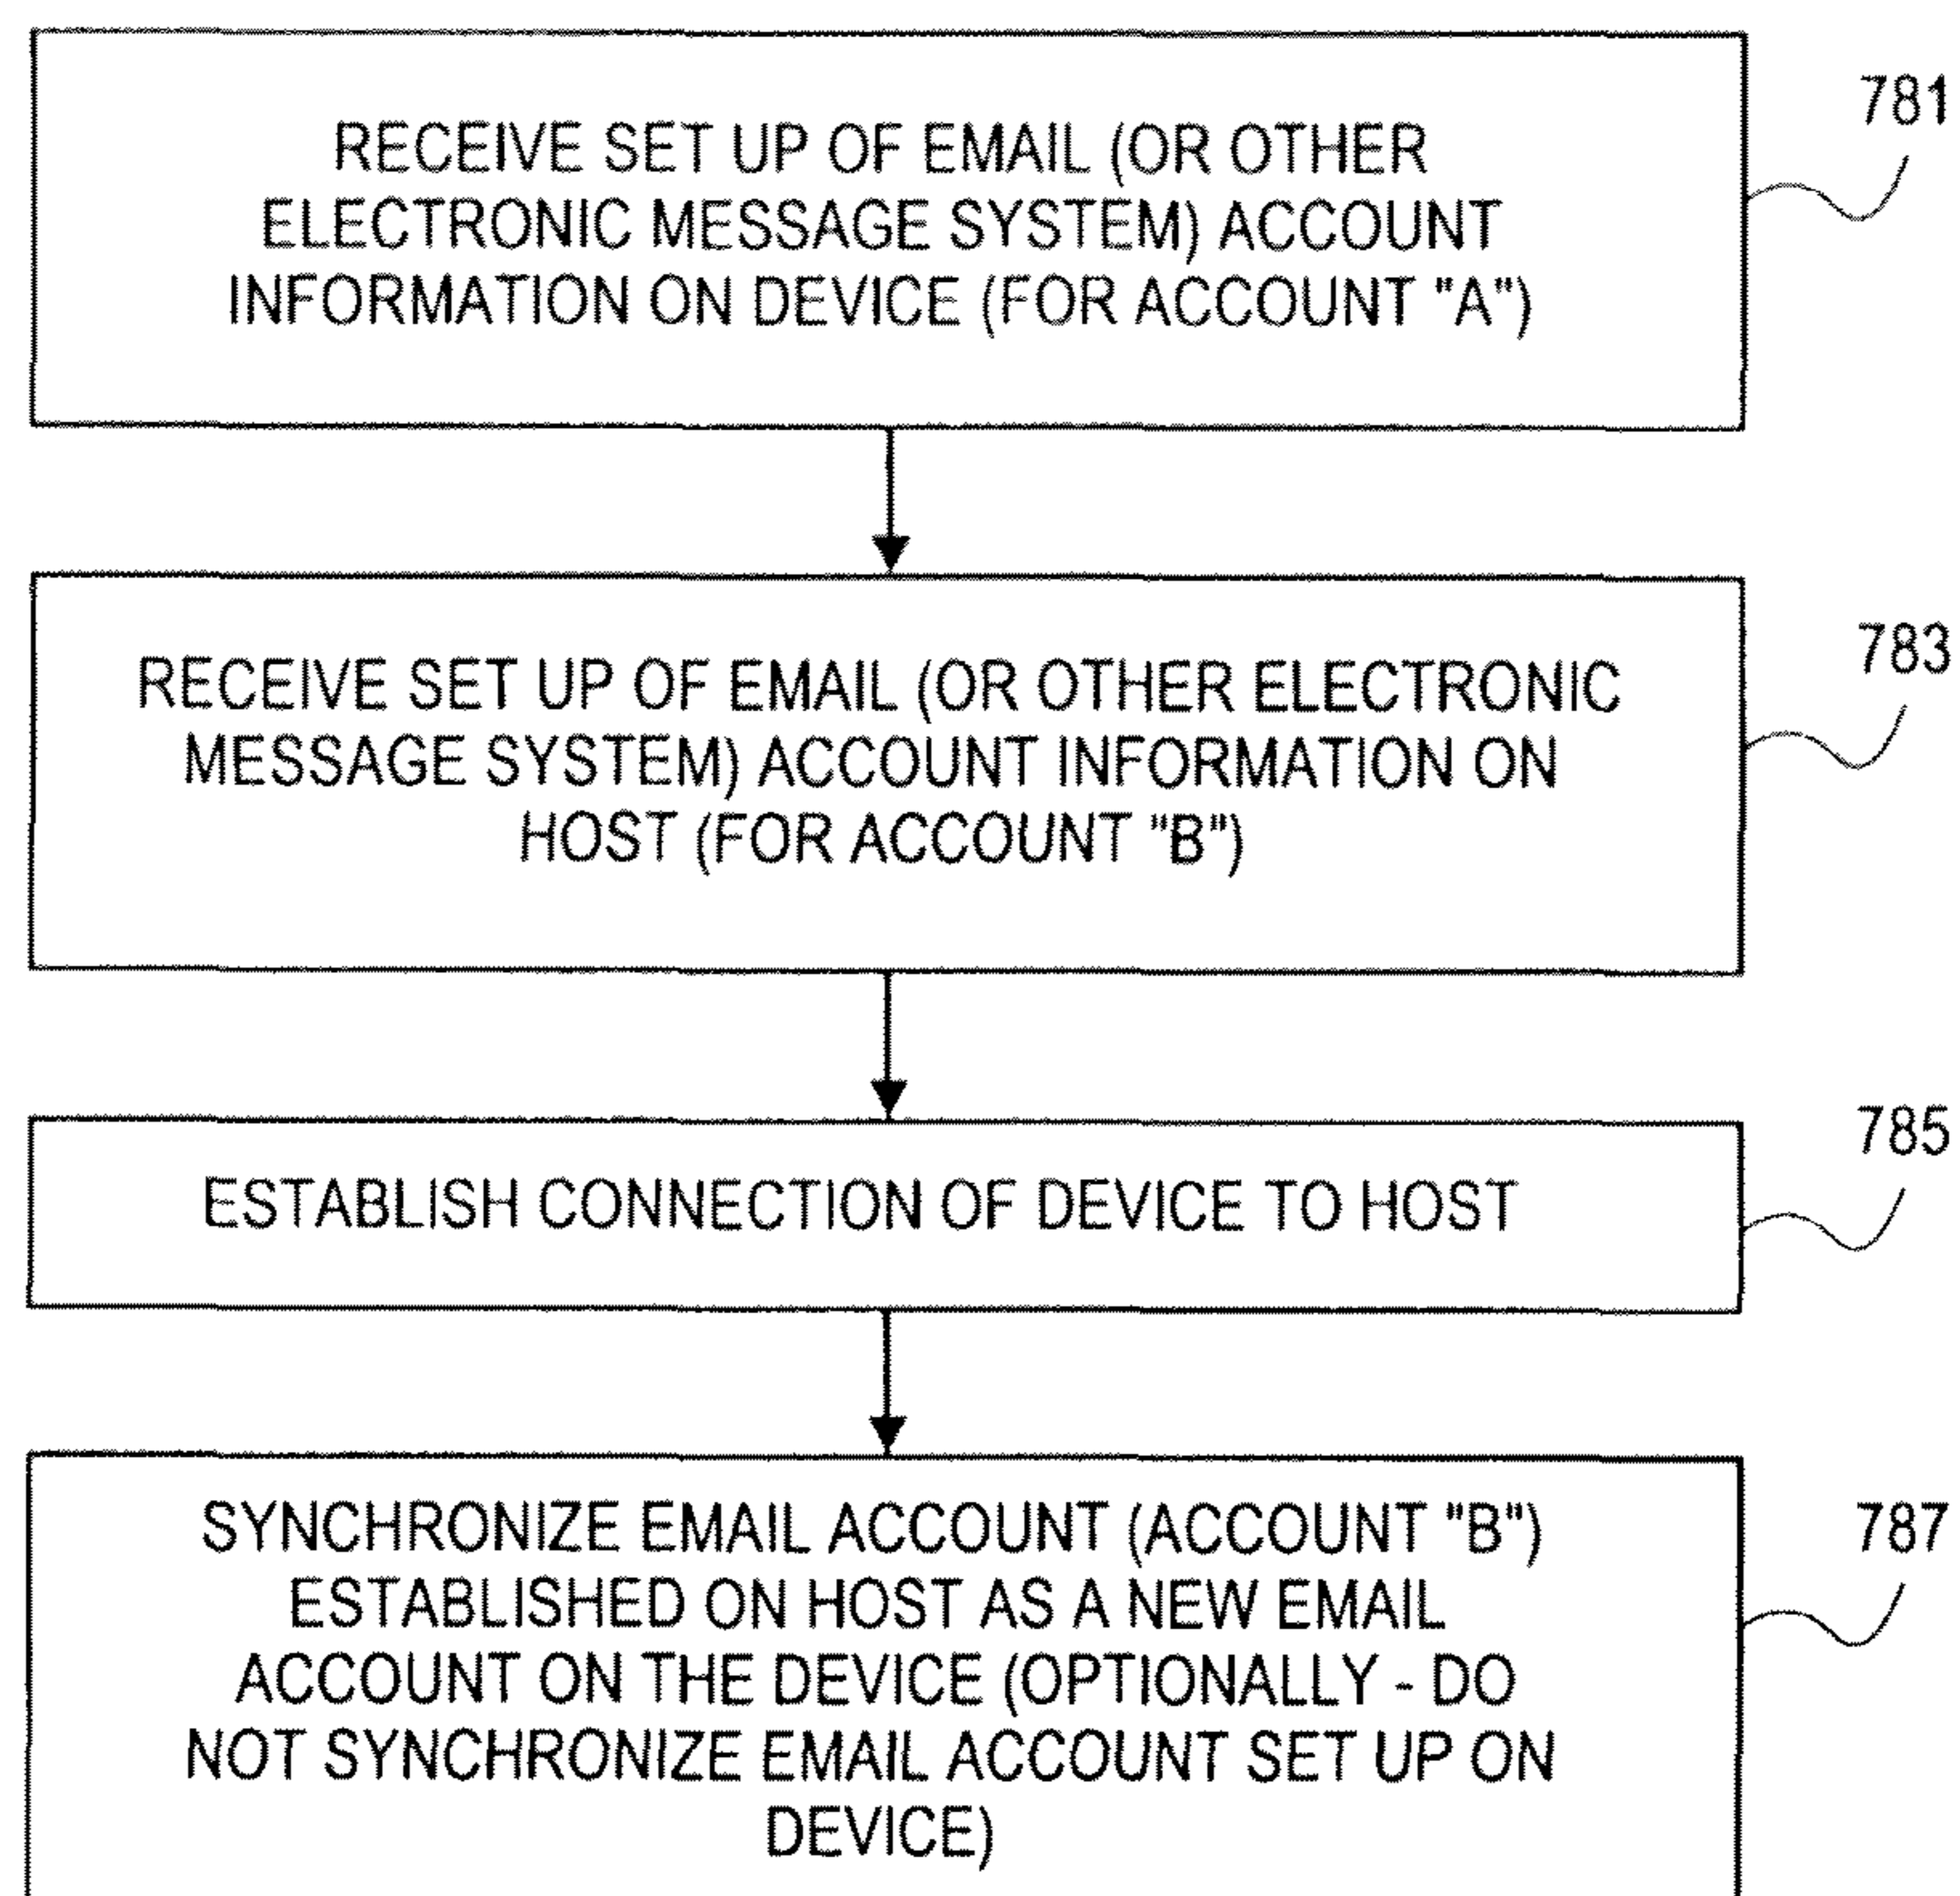 781
RECEIVE SET UP OF EMAIL (OR OTHER
ELECTRONIC MESSAGE SYSTEM) ACCOUNT
INFORMATION ON DEVICE (FOR ACCOUNT "A")
783
RECEIVE SET UP OF EMAIL (OR OTHER ELECTRONIC
MESSAGE SYSTEM) ACCOUNT INFORMATION ON
HOST (FOR ACCOUNT "B")
785
ESTABLISH CONNECTION OF DEVICE TO HOST
787
SYNCHRONIZE EMAIL ACCOUNT (ACCOUNT "B")
ESTABLISHED ON HOST AS A NEW EMAIL
ACCOUNT ON THE DEVICE (OPTIONALLY - DO
NOT SYNCHRONIZE EMAIL ACCOUNT SET UP ON
DEVICE)